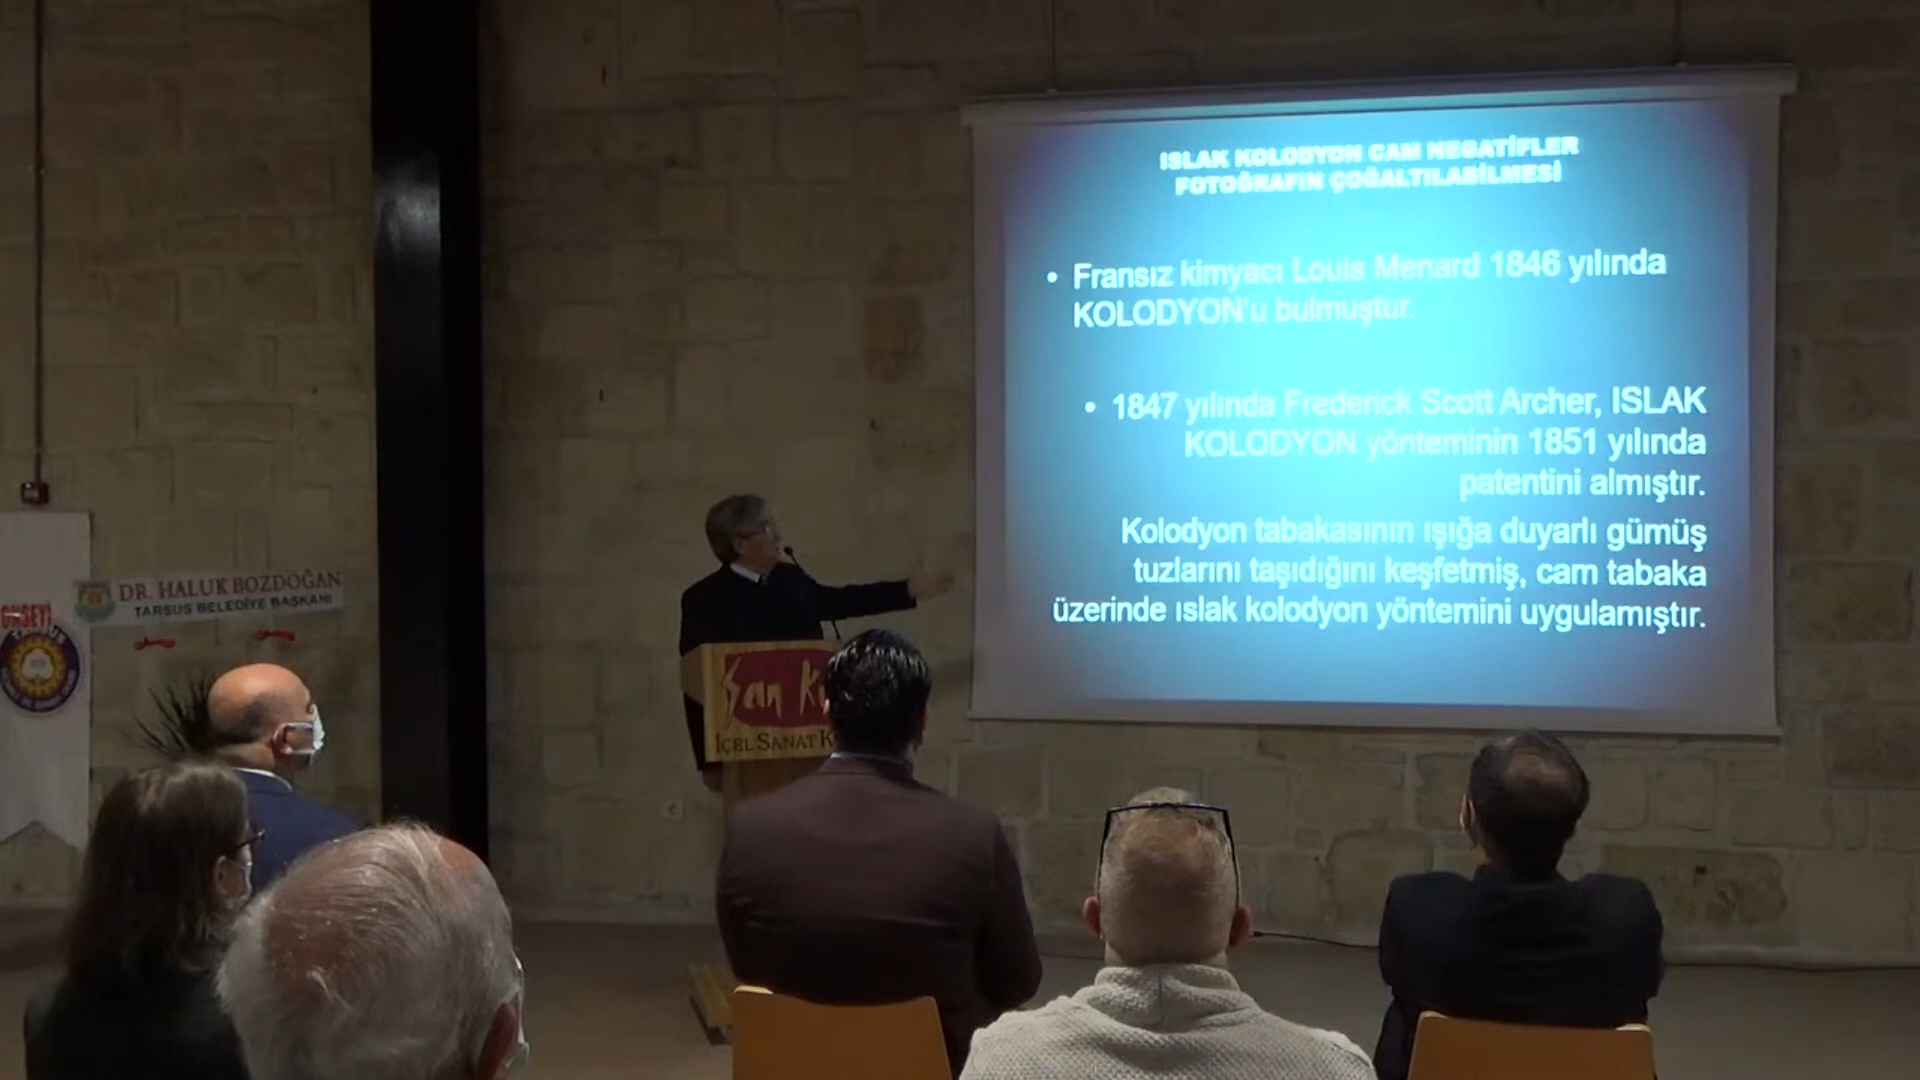 ISLAK KOLODYON CAM NEGATİFLER
FOTOĞRAFIN ÇOĞALTILABİLMESİ
• Fransız kimyacı Louis Menard 1846 yılında
KOLODYON'u bulmuştur.
• 1847 yılında Frederick Scott Archer, ISLAK
KOLODYON yönteminin 1851 yılında
patentini almıştır.
Kolodyon tabakasının ışığa duyarlı gümüş
tuzlarını taşıdığını keşfetmiş, cam tabaka
üzerinde ıslak kolodyon yöntemini uygulamıştır.
DR. HALUK BOZDOĞAN
TARSUS BELEDİYE BAŞKANI
TARSUS
İÇEL SANAT